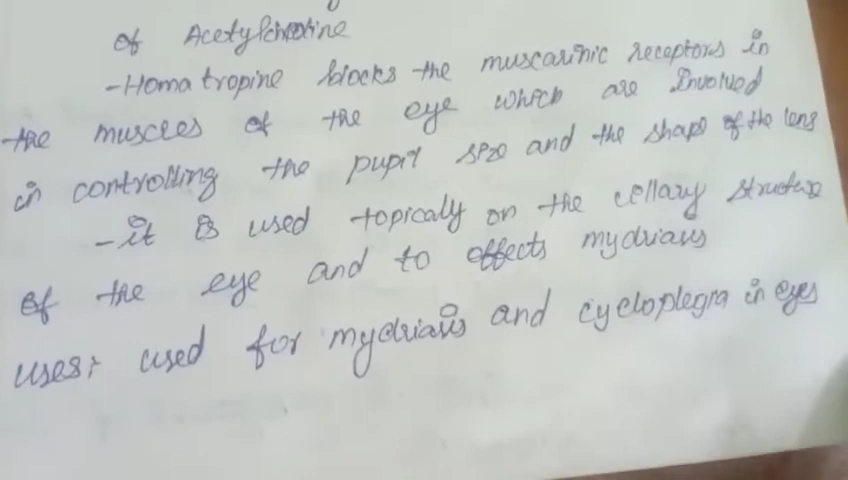 of Acetylcholine
- Homatropine blocks the muscarinic receptors in
the muscles of the eye which are Involved
in controlling the pupil size and the shape of the lens
- it is used topicaly on the cellary structure
of the eye and to effects mydriasis
uses: used for mydriasis and cycloplegia in eyes